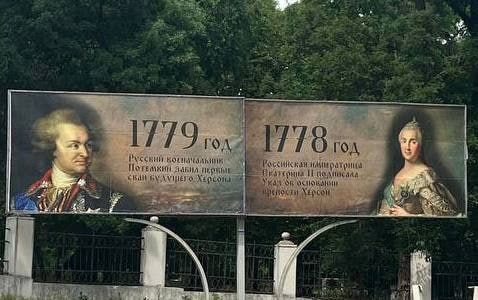 1779 год
Русский военачальник
Потемкин забил первые
сваи будущего Херсона
1778 год
Российская императрица
Екатерина II подписала
Указ об основании
крепости Херсон